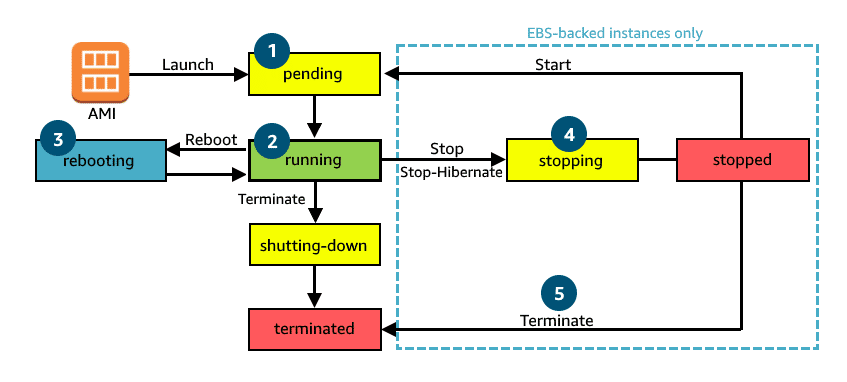 EBS-backed instances only
1
Launch
pending
Start
AMI
3
Reboot
2
4
rebooting
running
Stop
stopping
stopped
Stop-Hibernate
Terminate
shutting-down
5
Terminate
terminated